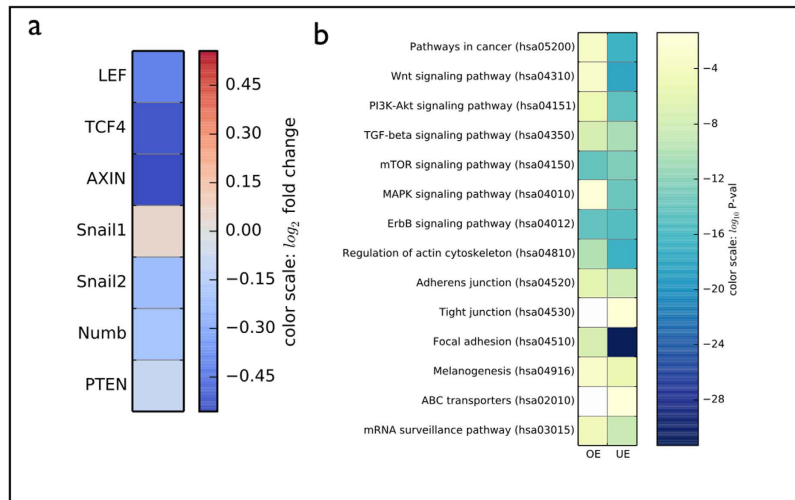 a
LEF
TCF4
AXIN
Snail1
Snail2
Numb
PTEN
0.45
0.30
0.15
0.00
−0.15
−0.30
−0.45
color scale: log2 fold change
b
Pathways in cancer (hsa05200)
Wnt signaling pathway (hsa04310)
PI3K-Akt signaling pathway (hsa04151)
TGF-beta signaling pathway (hsa04350)
mTOR signaling pathway (hsa04150)
MAPK signaling pathway (hsa04010)
ErbB signaling pathway (hsa04012)
Regulation of actin cytoskeleton (hsa04810)
Adherens junction (hsa04520)
Tight junction (hsa04530)
Focal adhesion (hsa04510)
Melanogenesis (hsa04916)
ABC transporters (hsa02010)
mRNA surveillance pathway (hsa03015)
OE UE
−4
−8
−12
−16
−20
−24
−28
color scale: log10 P-val